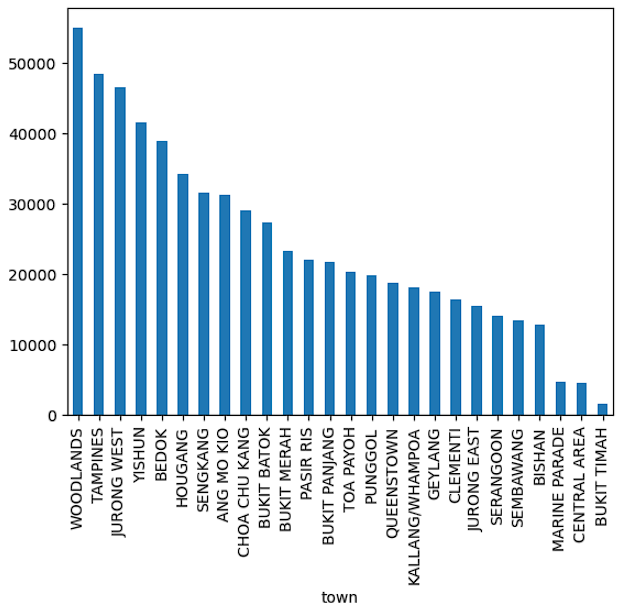 50000
40000
30000
20000
10000
0
WOODLANDS
TAMPINES
JURONG WEST
YISHUN
BEDOK
HOUGANG
SENGKANG
ANG MO KIO
CHOA CHU KANG
BUKIT BATOK
BUKIT MERAH
PASIR RIS
BUKIT PANJANG
TOA PAYOH
PUNGGOL
QUEENSTOWN
KALLANG/WHAMPOA
GEYLANG
CLEMENTI
JURONG EAST
SERANGOON
SEMBAWANG
BISHAN
MARINE PARADE
CENTRAL AREA
BUKIT TIMAH
town